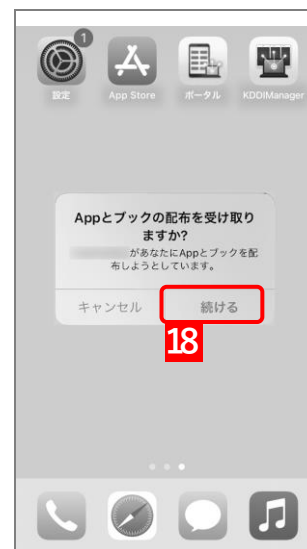 1
設定
App Store
ポータル
KDDIManager
Appとブックの配布を受け取り
ますか?
があなたにAppとブックを配
布しようとしています。
キャンセル
続ける
18